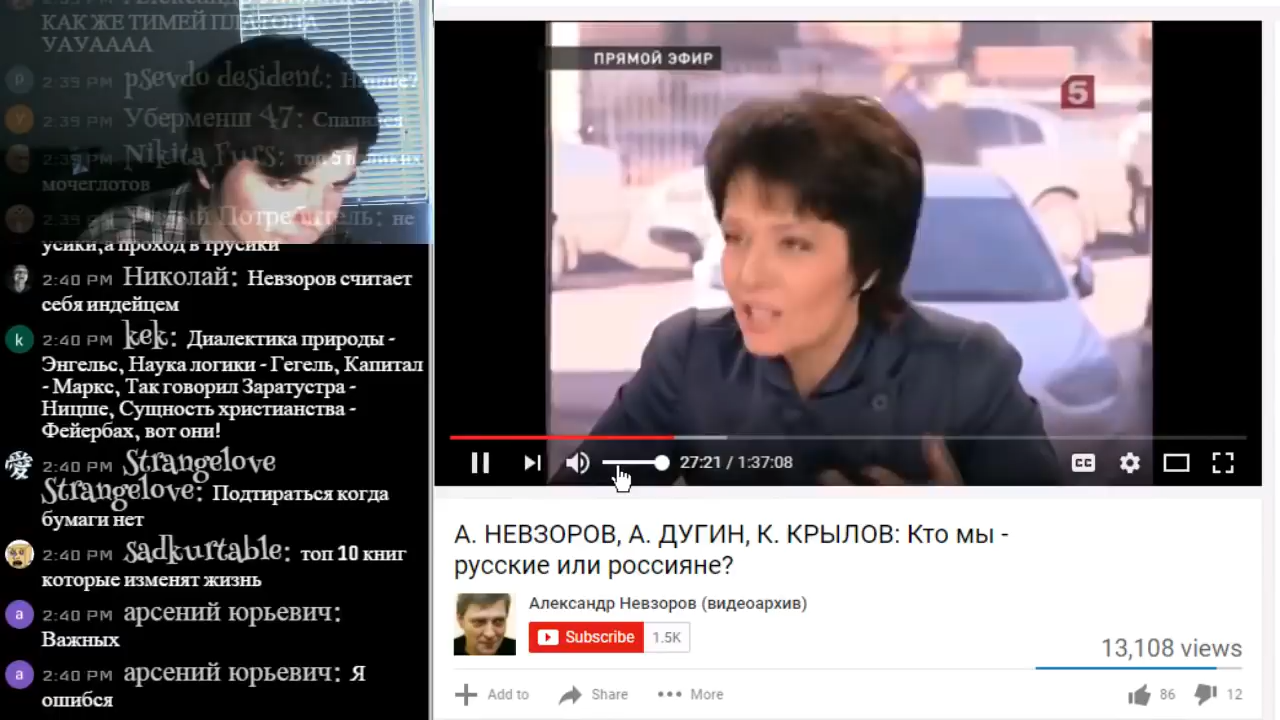 КАК ЖЕ ТИМЕЙ ПЛАТОНА
УАУАААА
2:39 PM psevdo desident:
2:39 PM Уберменш 47: Спалился
2:39 PM Nikita Furs: топ 5
мочеглотов
2:39 PM не
усики,а проход в трусики
2:40 PM Николай: Невзоров считает
себя индейцем
k 2:40 PM kek: Диалектика природы -
Энгельс, Наука логики - Гегель, Капитал
- Маркс, Так говорил Заратустра -
Ницше, Сущность христианства -
Фейербах, вот они!
2:40 PM Strangelove
Strangelove: Подтираться когда
бумаги нет
2:40 PM sadkurtable: топ 10 книг
которые изменят жизнь
a 2:40 PM арсений юрьевич:
Важных
a 2:40 PM арсений юрьевич: Я
ошибся
ПРЯМОЙ ЭФИР
5
27:21 / 1:37:08
CC
А. НЕВЗОРОВ, А. ДУГИН, К. КРЫЛОВ: Кто мы -
русские или россияне?
Александр Невзоров (видеоархив)
Subscribe 1.5K
13,108 views
Add to Share More 86 12